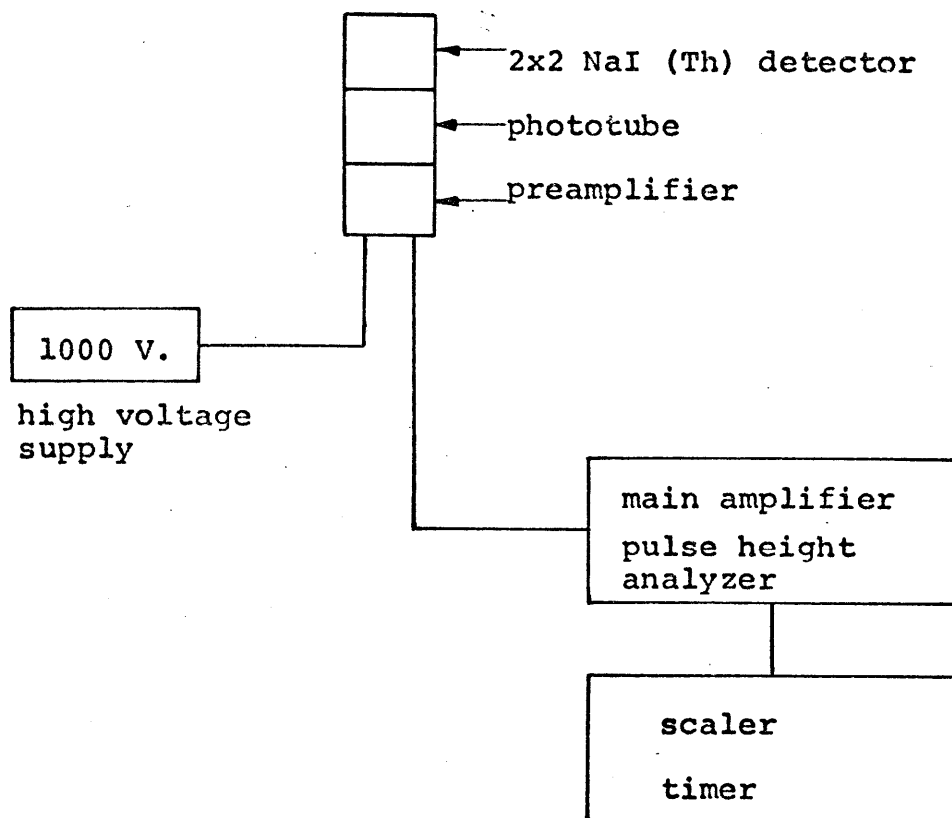 2x2 NaI (Th) detector
phototube
preamplifier
1000 V.
high voltage
supply
main amplifier
pulse height
analyzer
scaler
timer